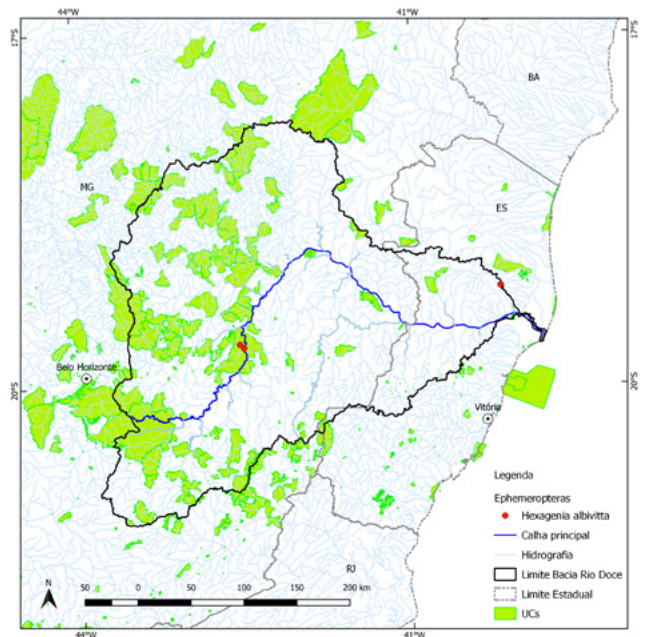 44°W 41°W
17°S 17°S
BA
MG
ES
Belo Horizonte
20°S 20°S
Vitória
Legenda
Ephemeropteras
Hexagenia albivitta
Calha principal
Hidrografia
Limite Bacia Rio Doce
Limite Estadual
UCs
RJ
N
50 0 50 100 150 200 km
44°W 41°W